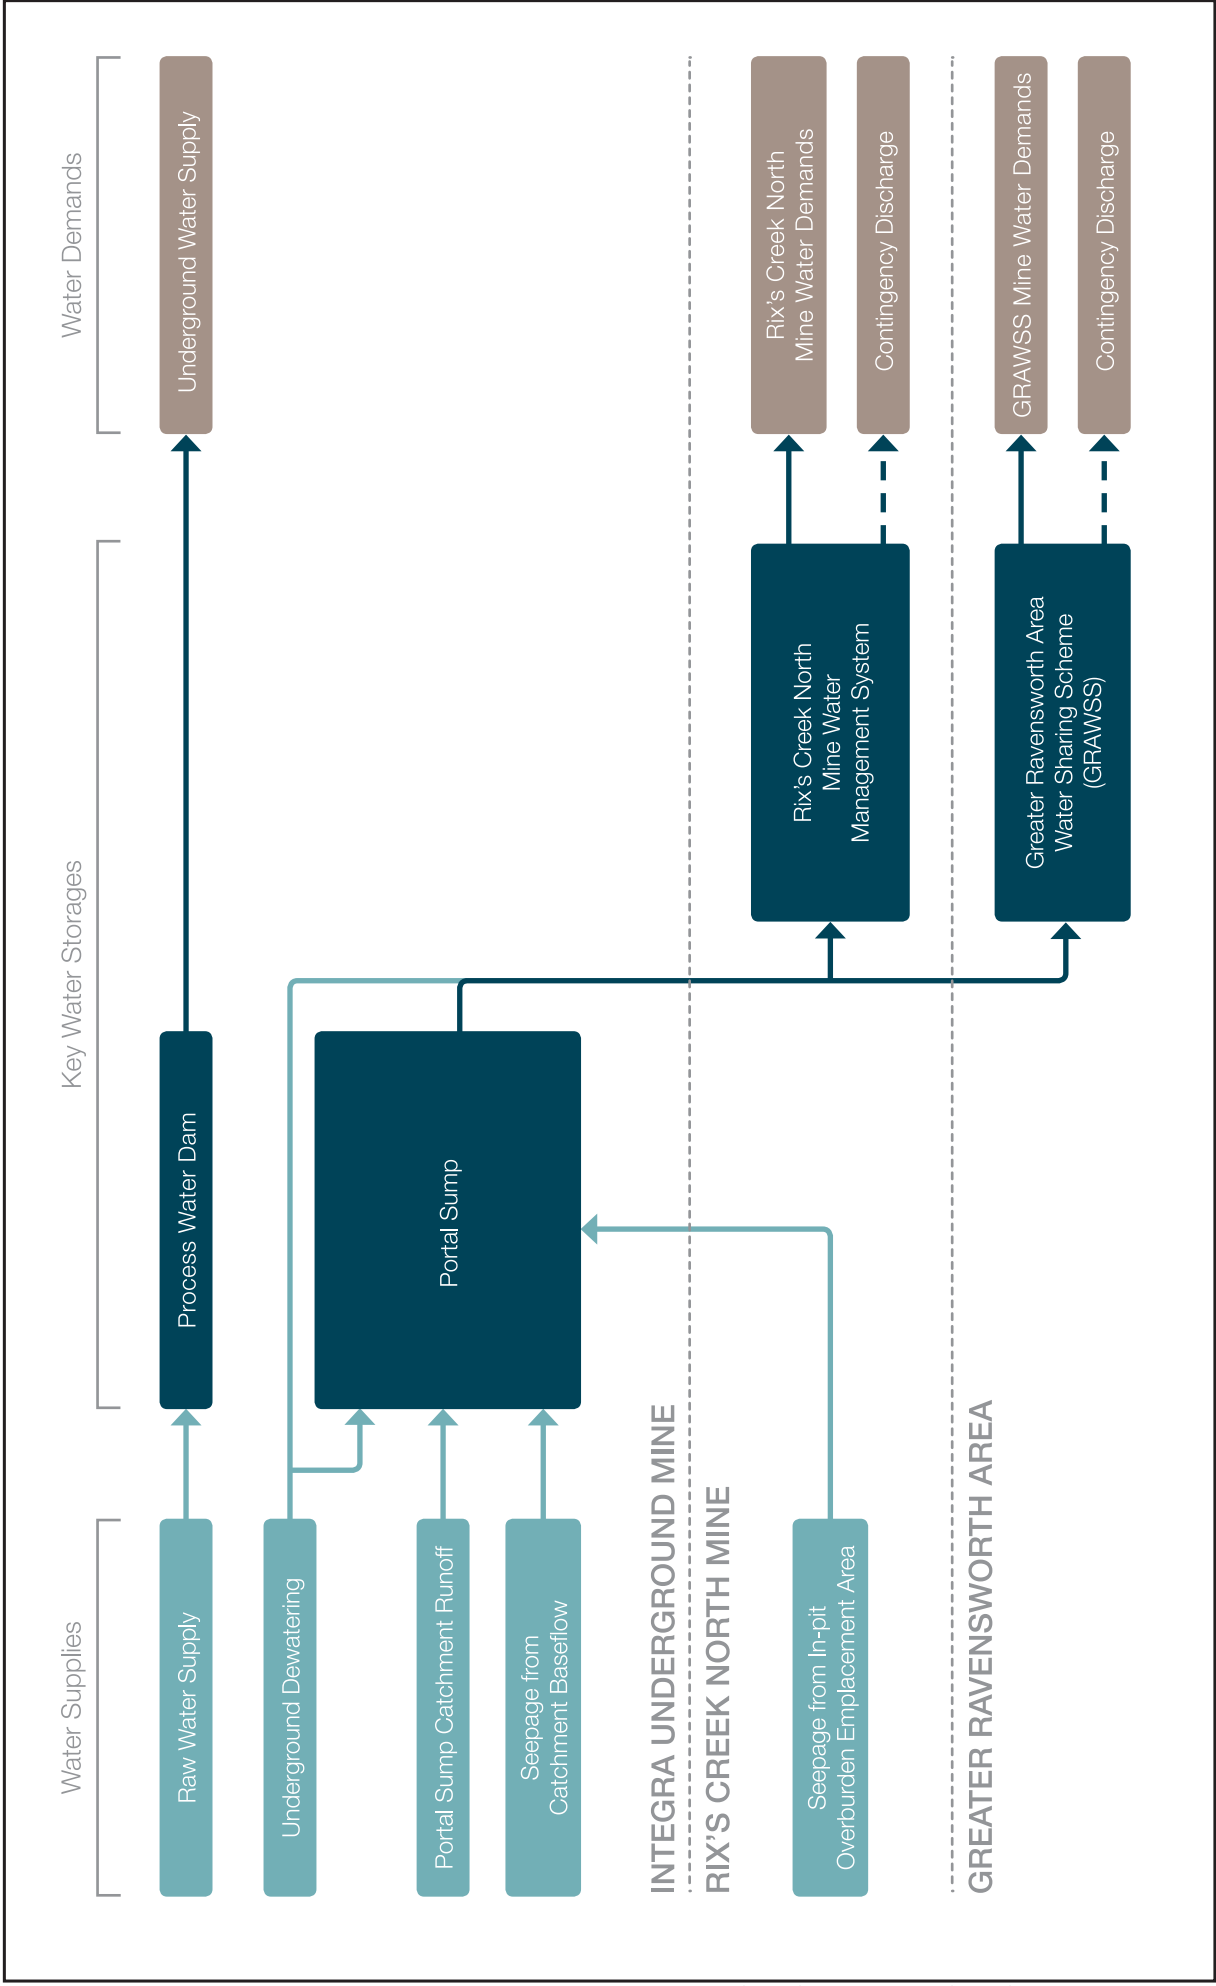 Water Supplies
Key Water Storages
Water Demands
Raw Water Supply
Process Water Dam
Underground Water Supply
Underground Dewatering
Portal Sump
Portal Sump Catchment Runoff
Seepage from
Catchment Baseflow
INTEGRA UNDERGROUND MINE
RIX’S CREEK NORTH MINE
Seepage from In-pit
Overburden Emplacement Area
Rix’s Creek North
Mine Water
Management System
Rix’s Creek North
Mine Water Demands
Contingency Discharge
GREATER RAVENSWORTH AREA
Greater Ravensworth Area
Water Sharing Scheme
(GRAWSS)
GRAWSS Mine Water Demands
Contingency Discharge